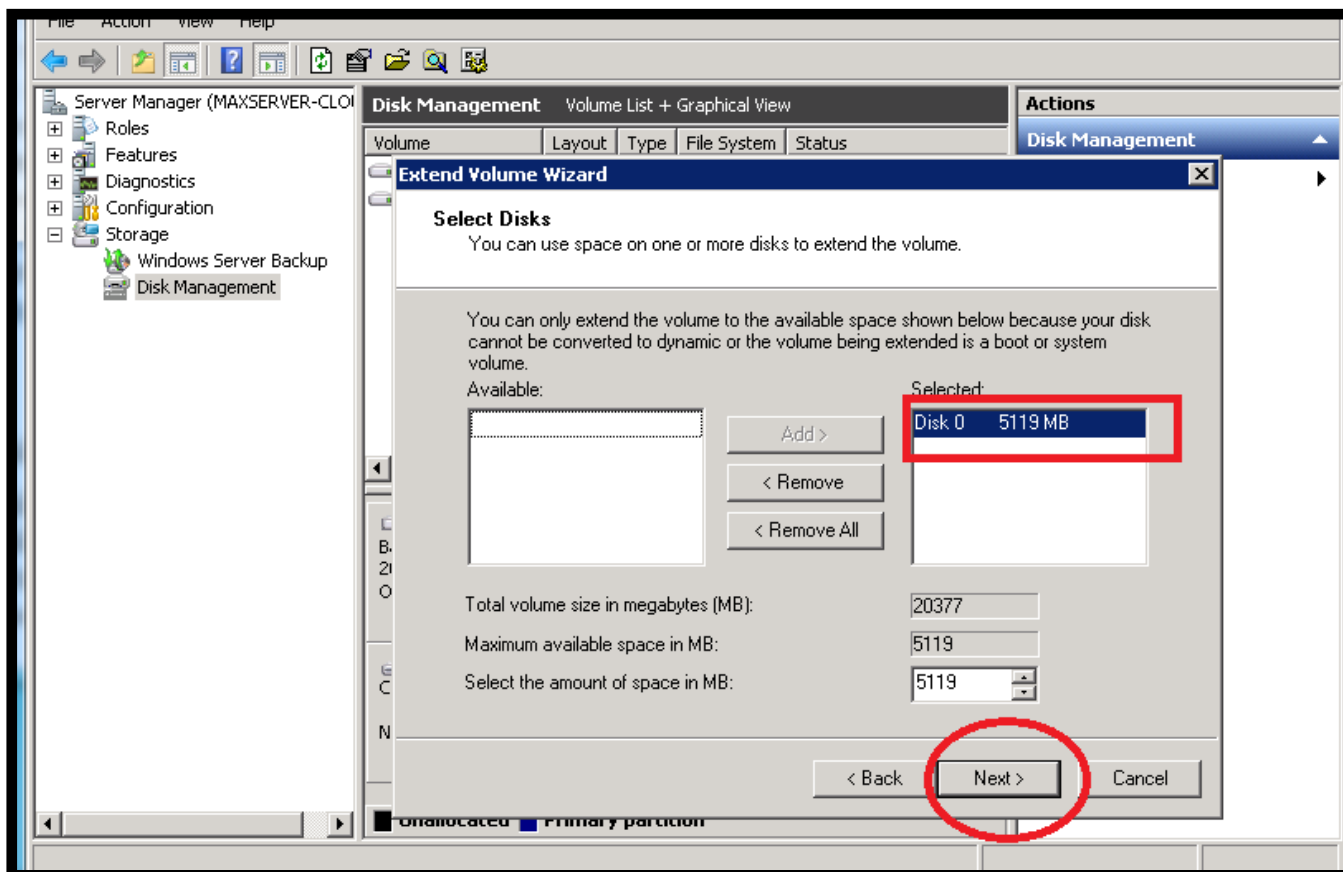 File Action View Help
Server Manager (MAXSERVER-CLO
Roles
Features
Diagnostics
Configuration
Storage
Windows Server Backup
Disk Management
Disk Management Volume List + Graphical View
Volume Layout Type File System Status
Actions
Disk Management
Extend Volume Wizard
Select Disks
You can use space on one or more disks to extend the volume.
You can only extend the volume to the available space shown below because your disk
cannot be converted to dynamic or the volume being extended is a boot or system
volume.
Available:
Selected:
Disk 0 5119 MB
Add >
< Remove
< Remove All
Total volume size in megabytes (MB): 20377
Maximum available space in MB: 5119
Select the amount of space in MB: 5119
< Back Next > Cancel
Unallocated Primary partition